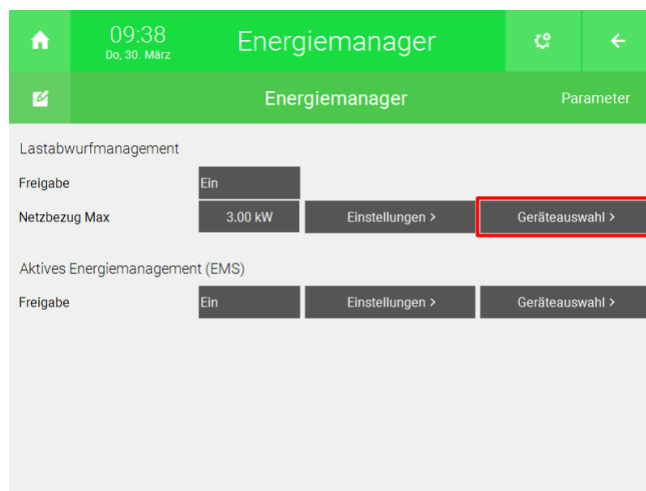 09:38
Do, 30. März
Energiemanager
Energiemanager
Parameter
Lastabwurfmanagement
Freigabe Ein
Netzbezug Max 3.00 kW Einstellungen > Geräteauswahl >
Aktives Energiemanagement (EMS)
Freigabe Ein Einstellungen > Geräteauswahl >